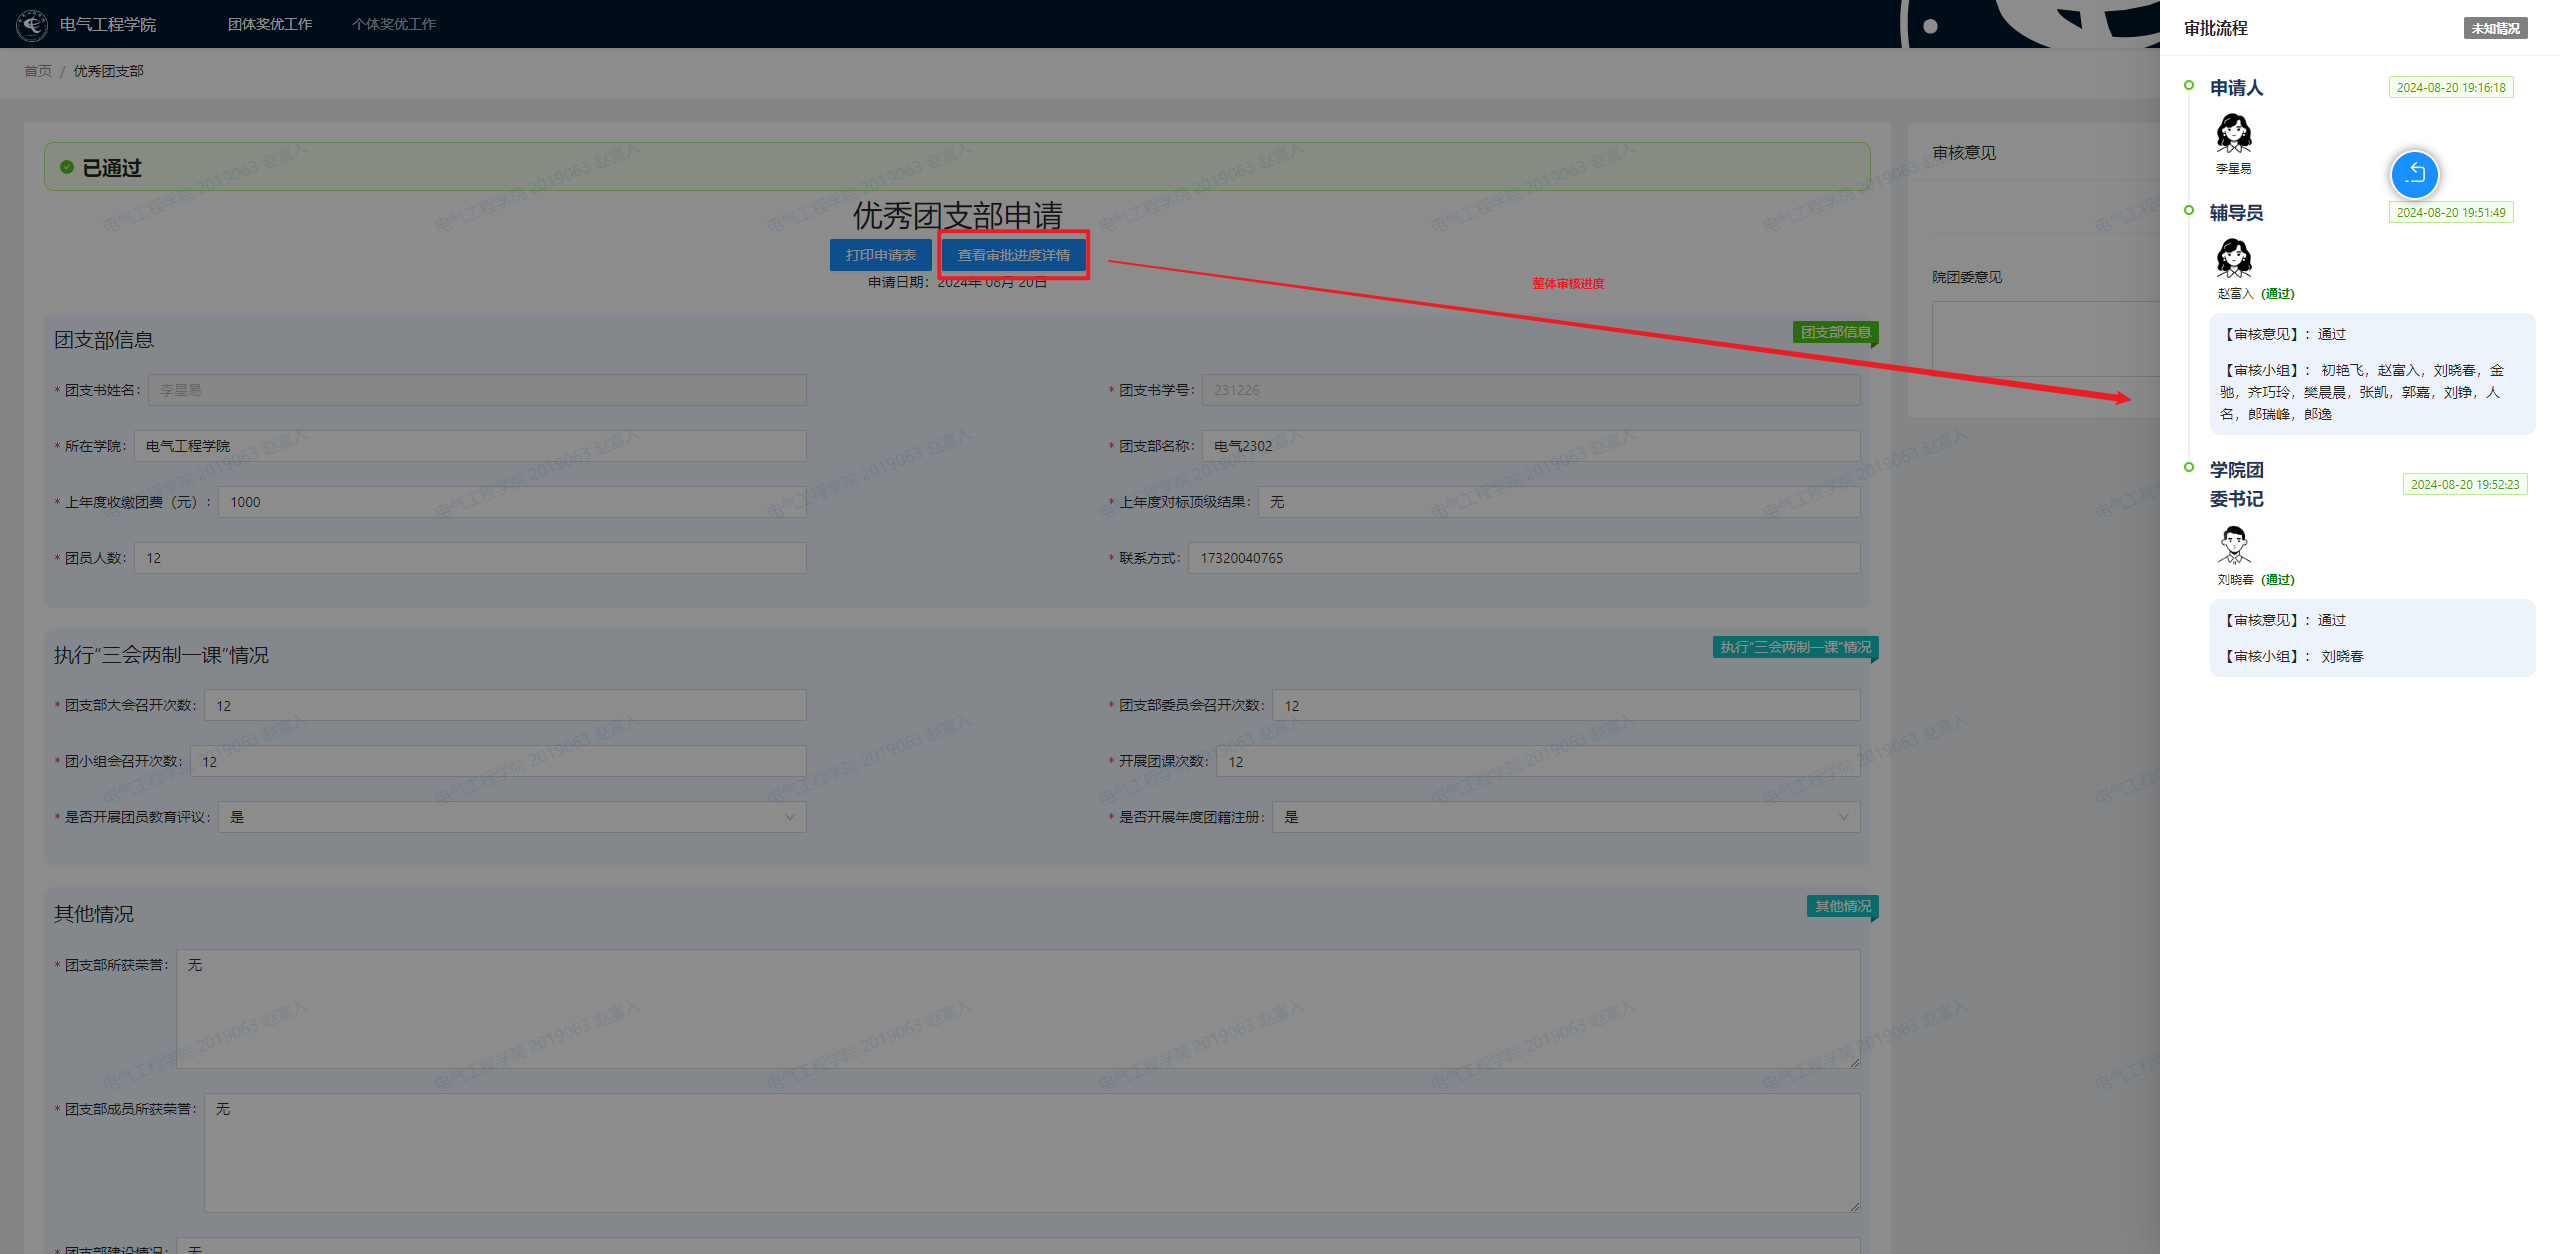 电气工程学院 团体奖优工作 个体奖优工作
首页 / 优秀团支部
已通过
优秀团支部申请
打印申请表 查看审批进度详情
申请日期： 2024年 08月 20日
整体审核进度
团支部信息
团支部信息
* 团支书姓名： 李星易
* 团支书学号： 231226
* 所在学院： 电气工程学院
* 团支部名称： 电气2302
* 上年度收缴团费（元）： 1000
* 上年度对标顶级结果： 无
* 团员人数： 12
* 联系方式： 17320040765
执行"三会两制一课"情况
执行"三会两制一课"情况
* 团支部大会召开次数： 12
* 团支部委员会召开次数： 12
* 团小组会召开次数： 12
* 开展团课次数： 12
* 是否开展团员教育评议： 是
* 是否开展年度团籍注册： 是
其他情况
其他情况
* 团支部所获荣誉： 无
* 团支部成员所获荣誉： 无
* 团支部建设情况： 无
审核意见
院团委意见
审批流程 未知情况
申请人 2024-08-20 19:16:18
李星易
辅导员 2024-08-20 19:51:49
赵富入 (通过)
【审核意见】：通过
【审核小组】： 初艳飞，赵富入，刘晓春，金
驰，齐巧玲，樊晨晨，张凯，郭嘉，刘铮，人
名，郎瑞峰，郎逸
学院团
委书记
2024-08-20 19:52:23
刘晓春 (通过)
【审核意见】：通过
【审核小组】： 刘晓春
电气工程学院 2019063 赵富入